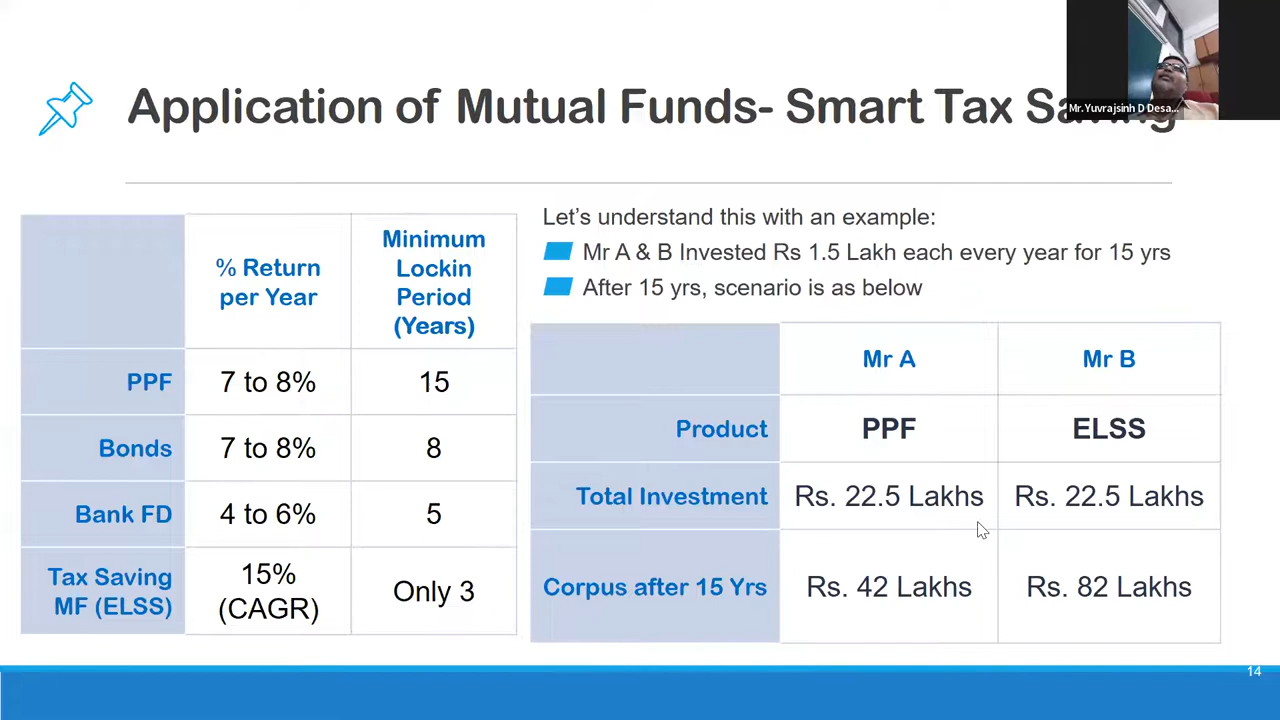 Mr.Yuvrajsinh D Desa...
Application of Mutual Funds- Smart Tax Saving
% Return
per Year
Minimum
Lockin
Period
(Years)
PPF
7 to 8%
15
Bonds
7 to 8%
8
Bank FD
4 to 6%
5
Tax Saving
MF (ELSS)
15%
(CAGR)
Only 3
Let's understand this with an example:
Mr A & B Invested Rs 1.5 Lakh each every year for 15 yrs
After 15 yrs, scenario is as below
Mr A
Mr B
Product
PPF
ELSS
Total Investment
Rs. 22.5 Lakhs
Rs. 22.5 Lakhs
Corpus after 15 Yrs
Rs. 42 Lakhs
Rs. 82 Lakhs
14